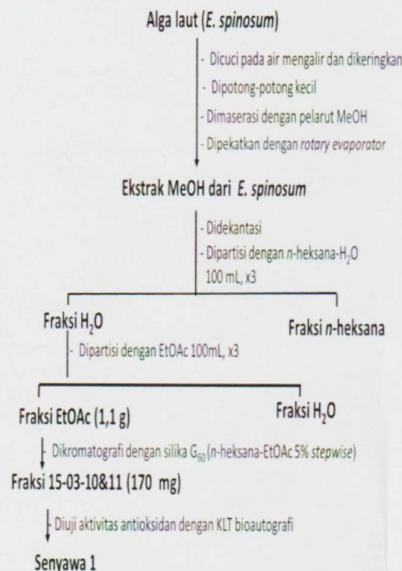 Alga laut (E. spinosum)
- Dicuci pada air mengalir dan dikeringkan
- Dipotong-potong kecil
- Dimaserasi dengan pelarut MeOH
- Dipekatkan dengan rotary evaporator
Ekstrak MeOH dari E. spinosum
- Didekantasi
- Dipartisi dengan n-heksana-H₂O
100 mL, x3
Fraksi H₂O
Fraksi n-heksana
- Dipartisi dengan EtOAc 100mL, x3
Fraksi EtOAc (1,1 g)
Fraksi H₂O
- Dikromatografi dengan silika G₆₀ (n-heksana-EtOAc 5% stepwise)
Fraksi 15-03-10&11 (170 mg)
- Diuji aktivitas antioksidan dengan KLT bioautografi
Senyawa 1